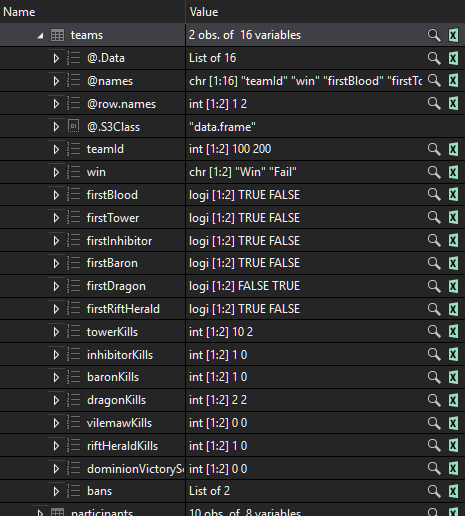 Name Value
teams 2 obs. of 16 variables
@.Data List of 16
@names chr [1:16] "teamId" "win" "firstBlood" "firstTo
@row.names int [1:2] 1 2
@.S3Class "data.frame"
teamId int [1:2] 100 200
win chr [1:2] "Win" "Fail"
firstBlood logi [1:2] TRUE FALSE
firstTower logi [1:2] TRUE FALSE
firstInhibitor logi [1:2] TRUE FALSE
firstBaron logi [1:2] TRUE FALSE
firstDragon logi [1:2] FALSE TRUE
firstRiftHerald logi [1:2] TRUE FALSE
towerKills int [1:2] 10 2
inhibitorKills int [1:2] 1 0
baronKills int [1:2] 1 0
dragonKills int [1:2] 2 2
vilemawKills int [1:2] 0 0
riftHeraldKills int [1:2] 1 0
dominionVictorySc int [1:2] 0 0
bans List of 2
participants 10 obs. of 8 variables